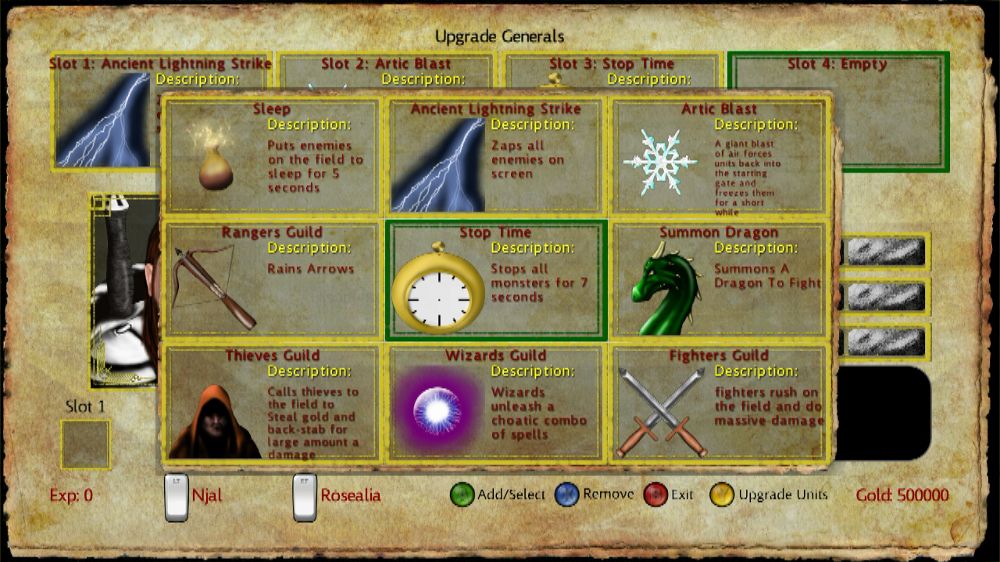 Upgrade Generals
Slot 1: Ancient Lightning Strike
Description:
Slot 2: Artic Blast
Description:
Slot 3: Stop Time
Description:
Slot 4: Empty
Sleep
Description:
Puts enemies
on the field to
sleep for 5
seconds
Ancient Lightning Strike
Description:
Zaps all
enemies on
screen
Artic Blast
Description:
A giant blast
of air forces
units back into
the starting
gate and
freezes them
for a short
while
Rangers Guild
Description:
Rains Arrows
Stop Time
Description:
Stops all
monsters for 7
seconds
Summon Dragon
Description:
Summons A
Dragon To Fight
Thieves Guild
Description:
Calls thieves to
the field to
Steal gold and
back-stab for
large amount a
damage
Wizards Guild
Description:
Wizards
unleash a
choatic combo
of spells
Fighters Guild
Description:
fighters rush on
the field and do
massive damage
Slot 1
Exp: 0
LT
Njal
RT
Rosealia
Add/Select
Remove
Exit
Upgrade Units
Gold: 500000